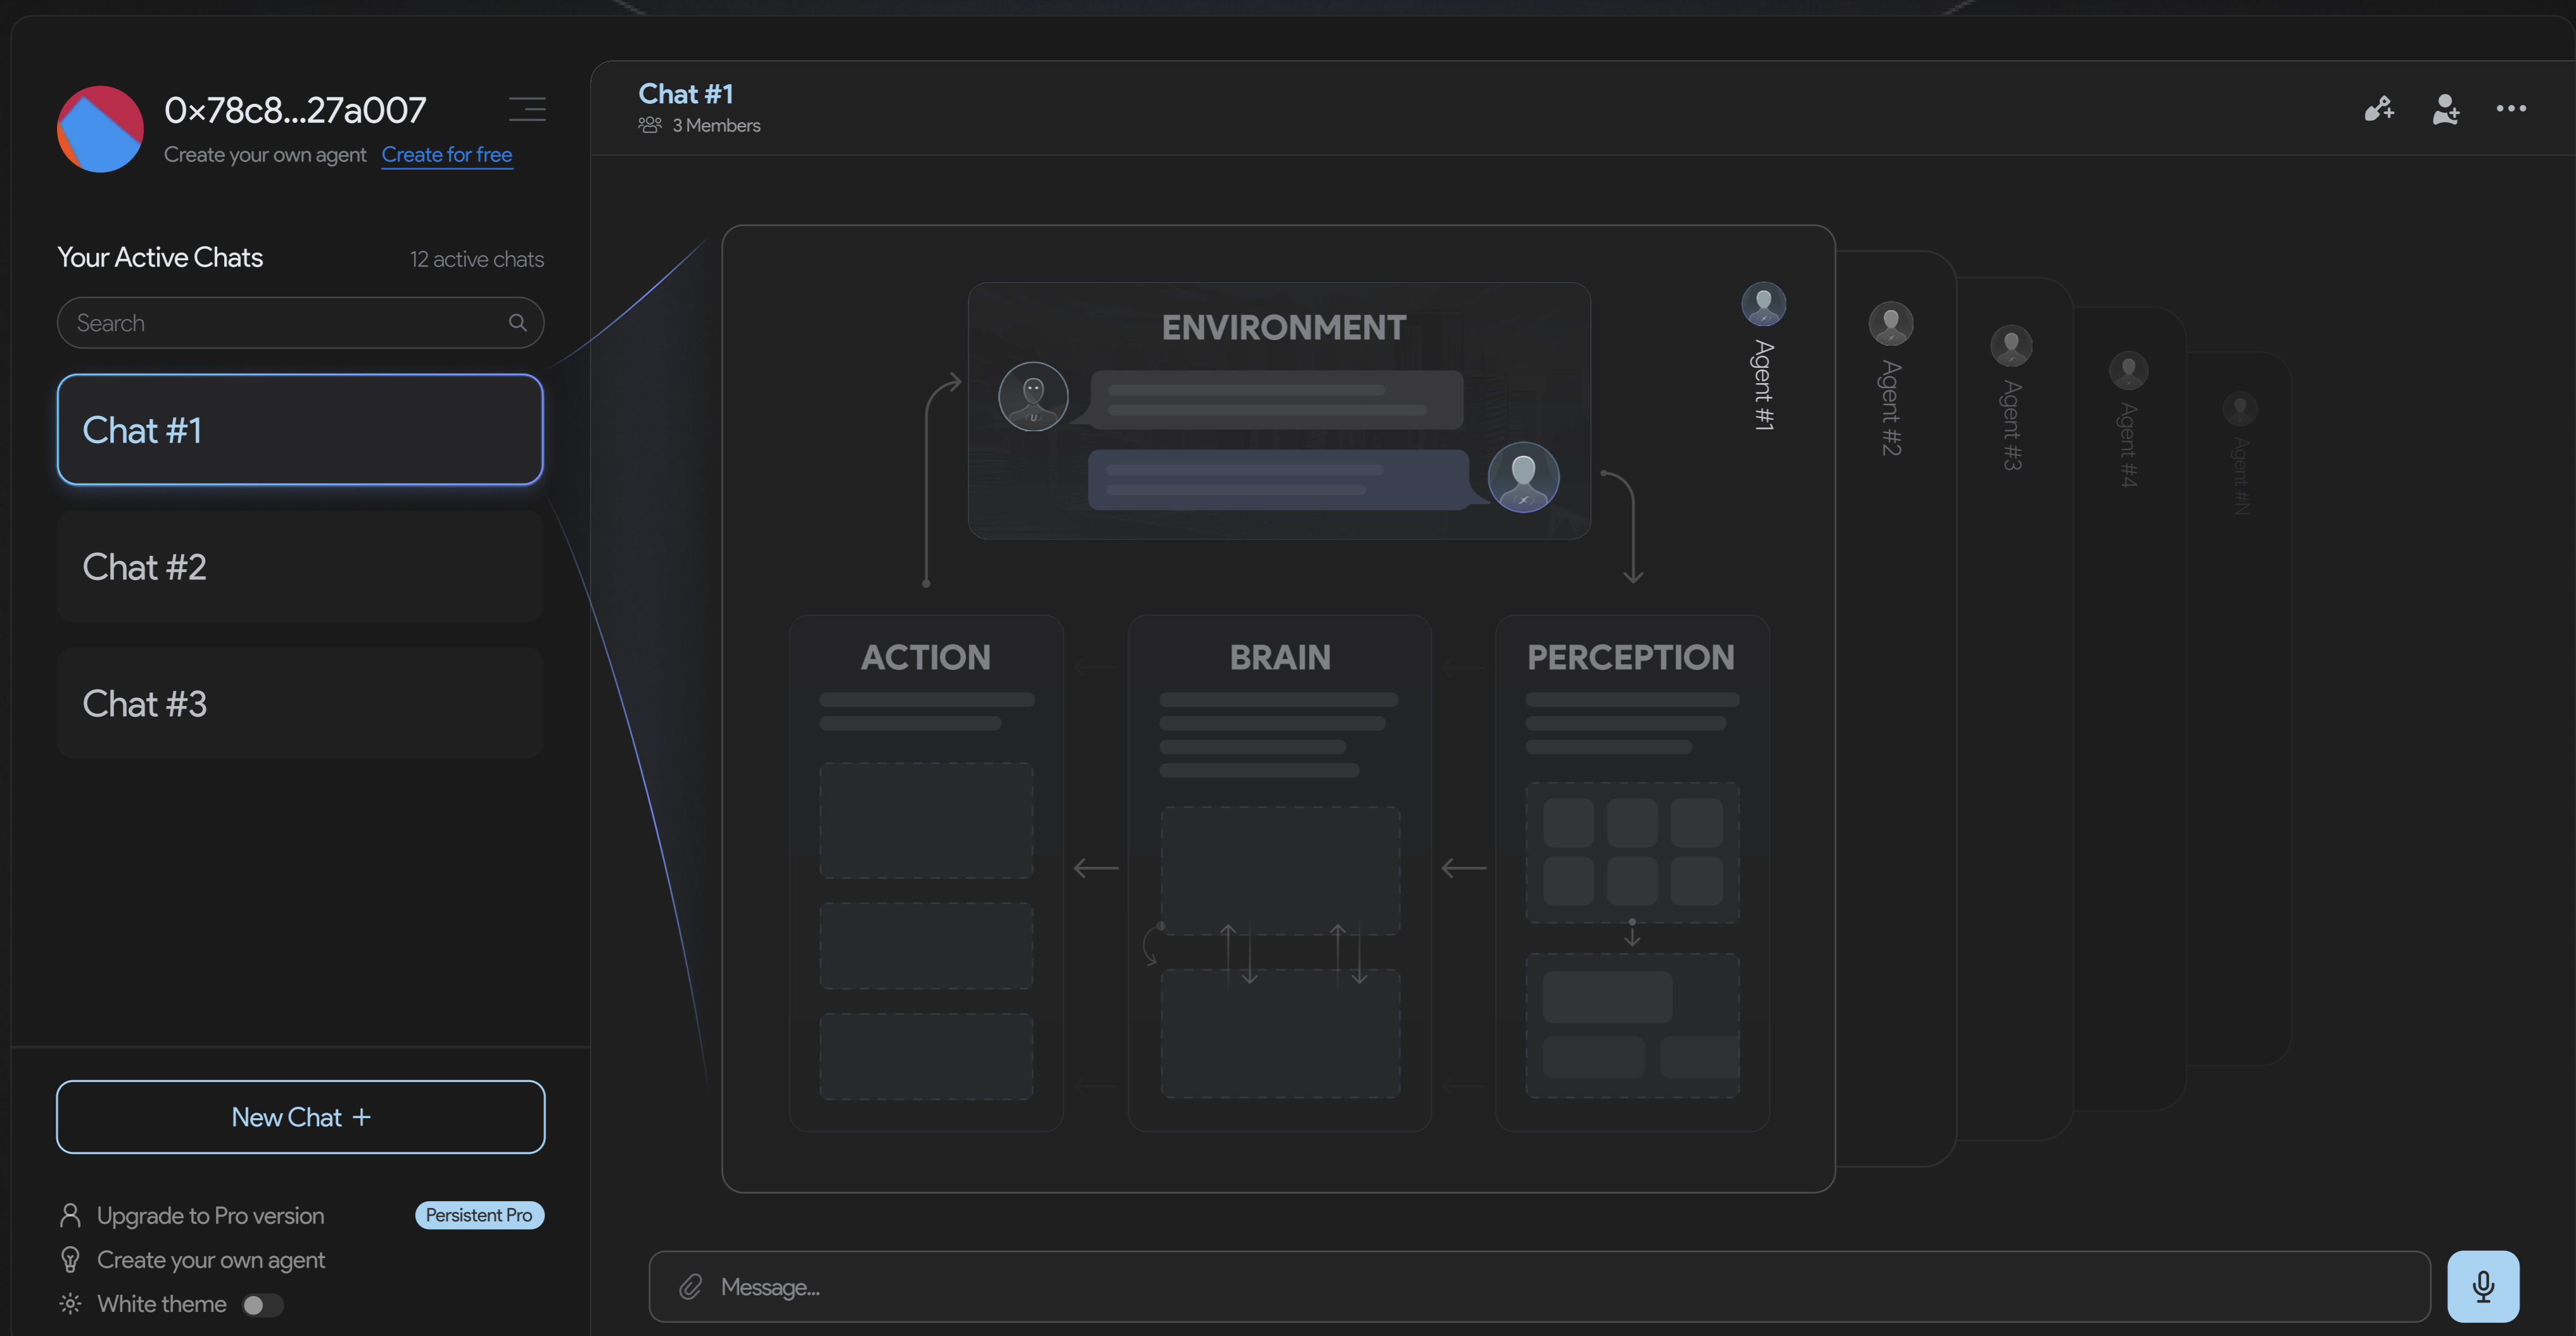 0×78c8...27a007
Create your own agent Create for free
Your Active Chats 12 active chats
Search
Chat #1
Chat #2
Chat #3
New Chat +
Upgrade to Pro version Persistent Pro
Create your own agent
White theme
Chat #1
3 Members
ENVIRONMENT
ACTION
BRAIN
PERCEPTION
Agent #1
Agent #2
Agent #3
Agent #4
Agent #N
Message...